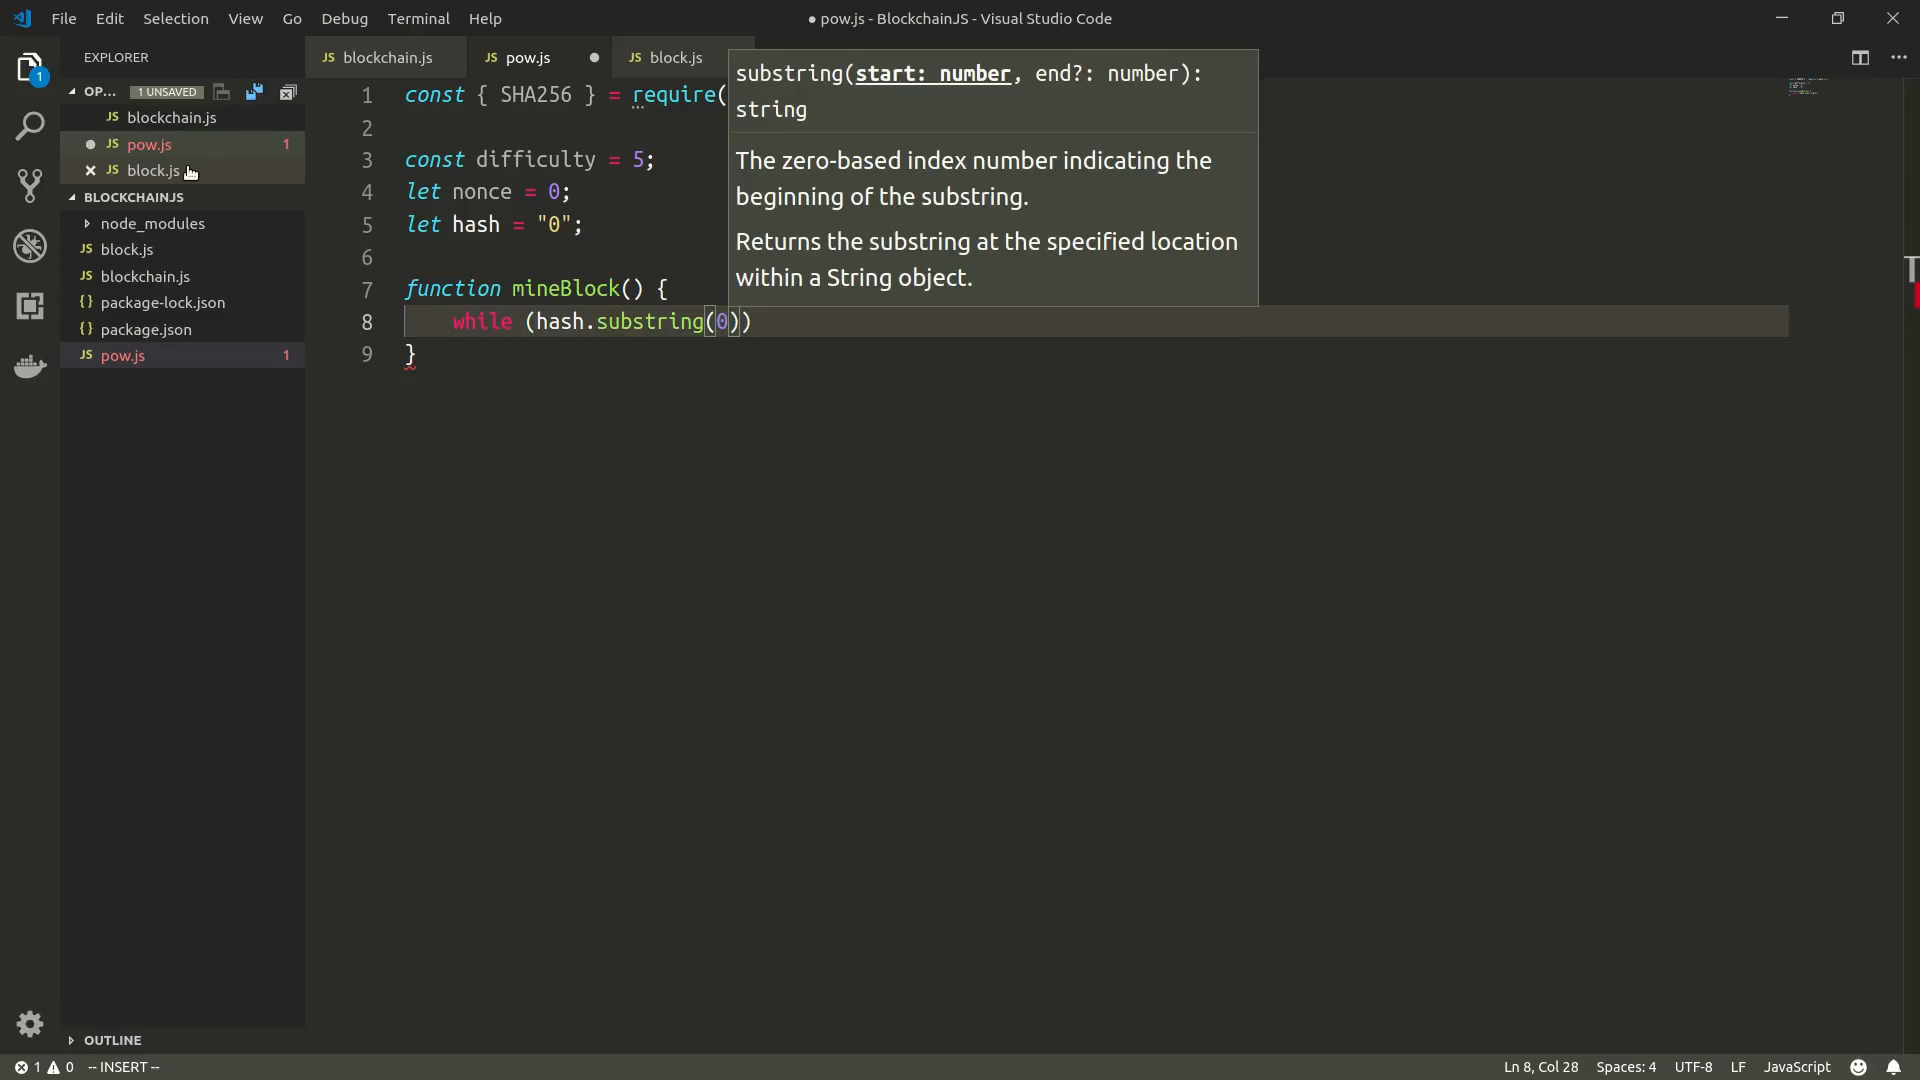 File Edit Selection View Go Debug Terminal Help
● pow.js - BlockchainJS - Visual Studio Code
EXPLORER
JS blockchain.js
JS pow.js
JS block.js
OP... 1 UNSAVED
JS blockchain.js
JS pow.js 1
JS block.js
BLOCKCHAINJS
node_modules
JS block.js
JS blockchain.js
{} package-lock.json
{} package.json
JS pow.js 1
OUTLINE
1 const { SHA256 } = require(
2
3 const difficulty = 5;
4 let nonce = 0;
5 let hash = "0";
6
7 function mineBlock() {
8 while (hash.substring(0))
9 }
substring(start: number, end?: number):
string
The zero-based index number indicating the
beginning of the substring.
Returns the substring at the specified location
within a String object.
1
1 0 -- INSERT --
Ln 8, Col 28 Spaces: 4 UTF-8 LF JavaScript